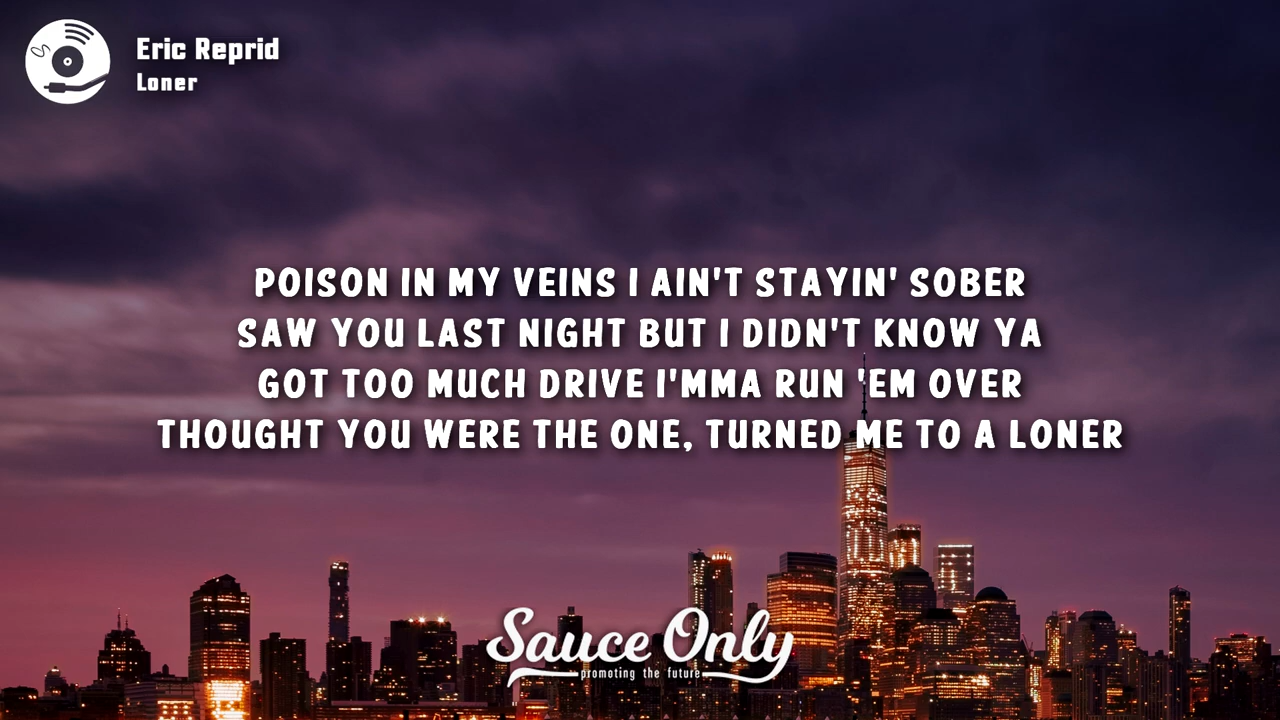 Eric Reprid
Loner
POISON IN MY VEINS I AIN'T STAYIN' SOBER
SAW YOU LAST NIGHT BUT I DIDN'T KNOW YA
GOT TOO MUCH DRIVE I'MMA RUN 'EM OVER
THOUGHT YOU WERE THE ONE, TURNED ME TO A LONER
Sauce Only
promoting the future